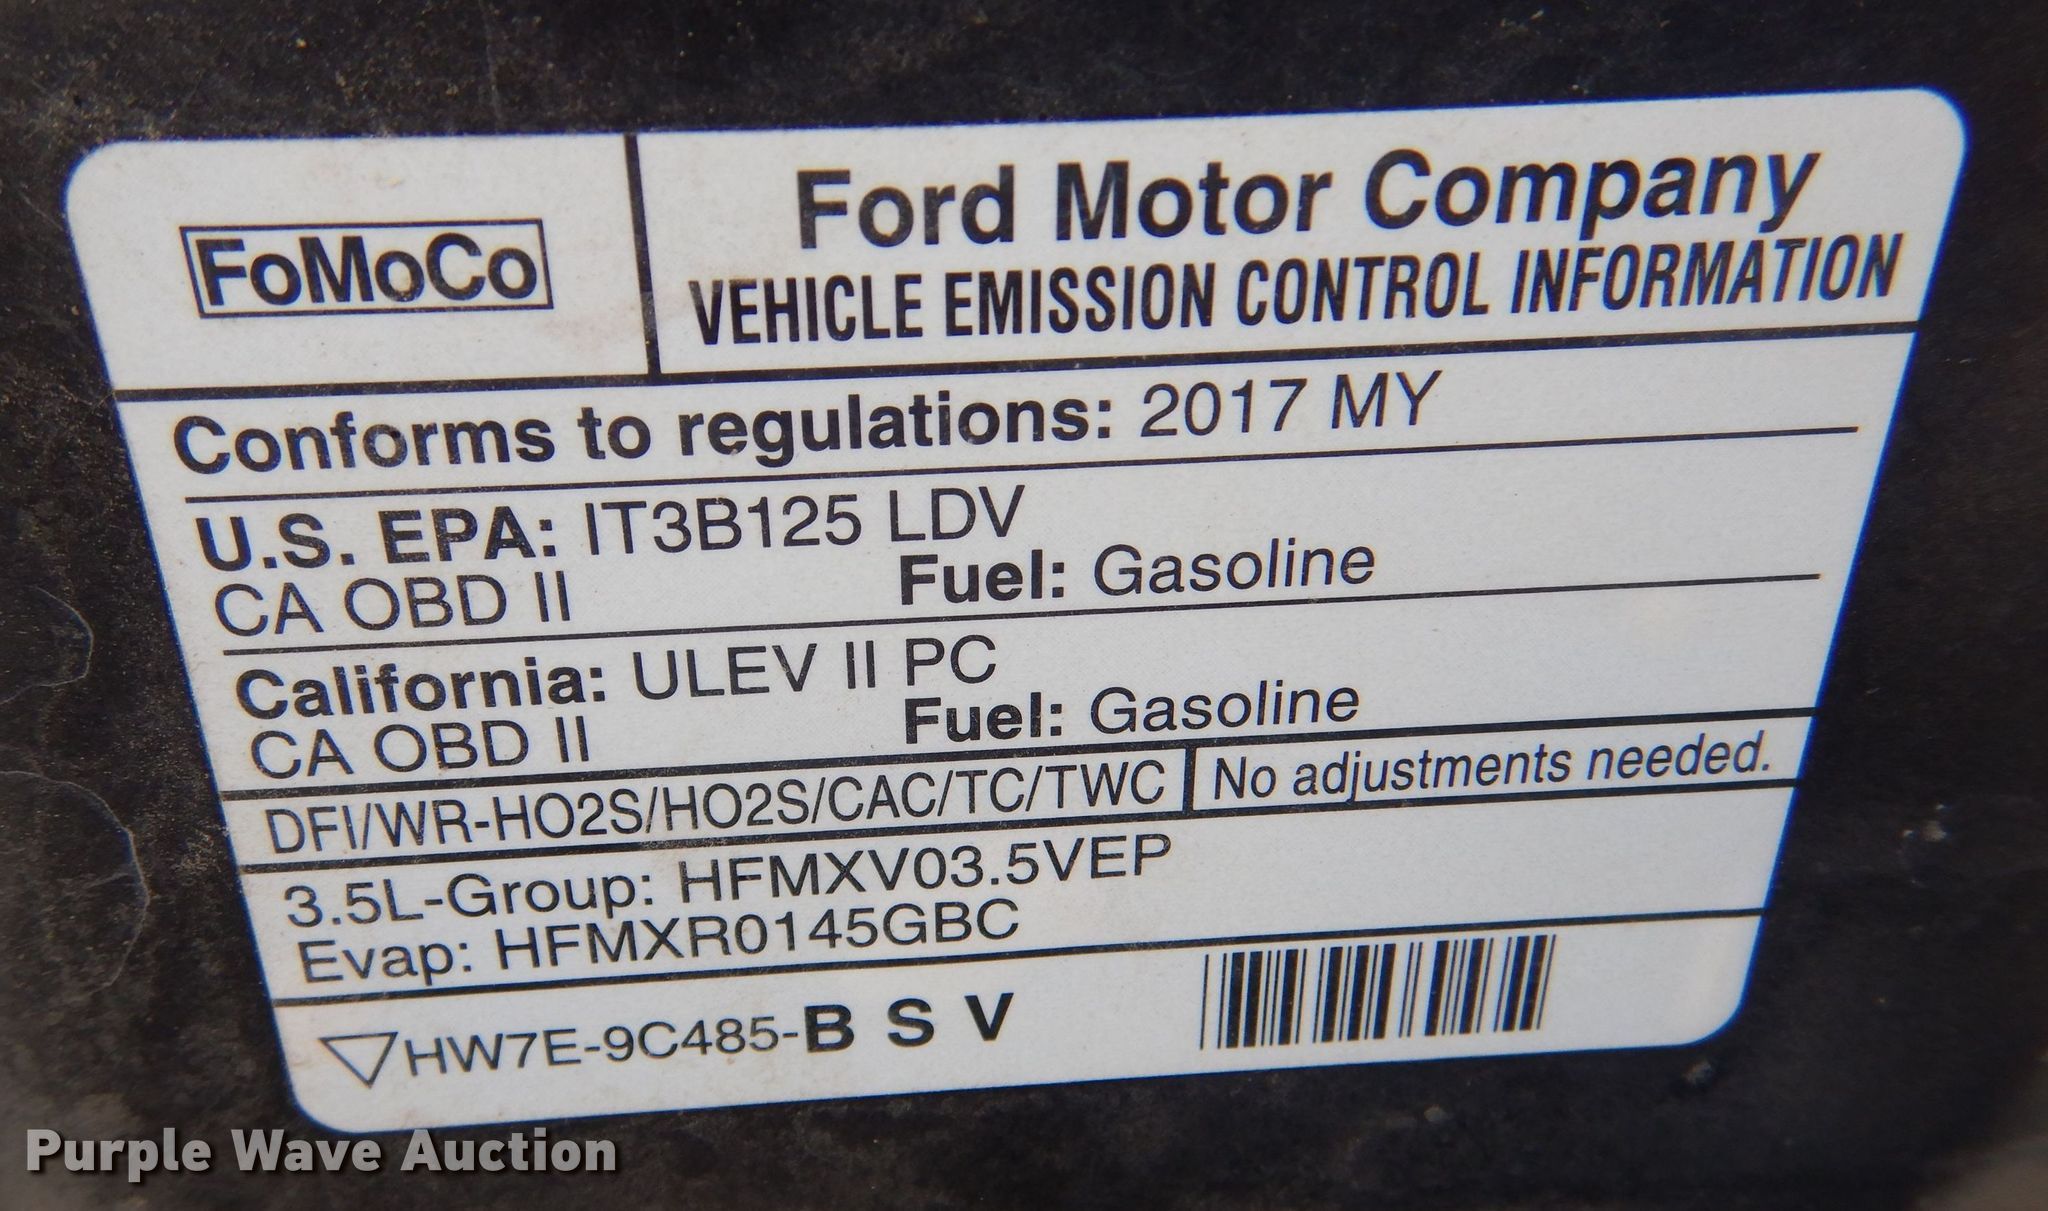 FoMoCo
Ford Motor Company
VEHICLE EMISSION CONTROL INFORMATION
Conforms to regulations: 2017 MY
U.S. EPA: IT3B125 LDV
CA OBD II Fuel: Gasoline
California: ULEV II PC
CA OBD II Fuel: Gasoline
DFI/WR-HO2S/HO2S/CAC/TC/TWC No adjustments needed.
3.5L-Group: HFMXV03.5VEP
Evap: HFMXR0145GBC
HW7E-9C485-B S V
Purple Wave Auction